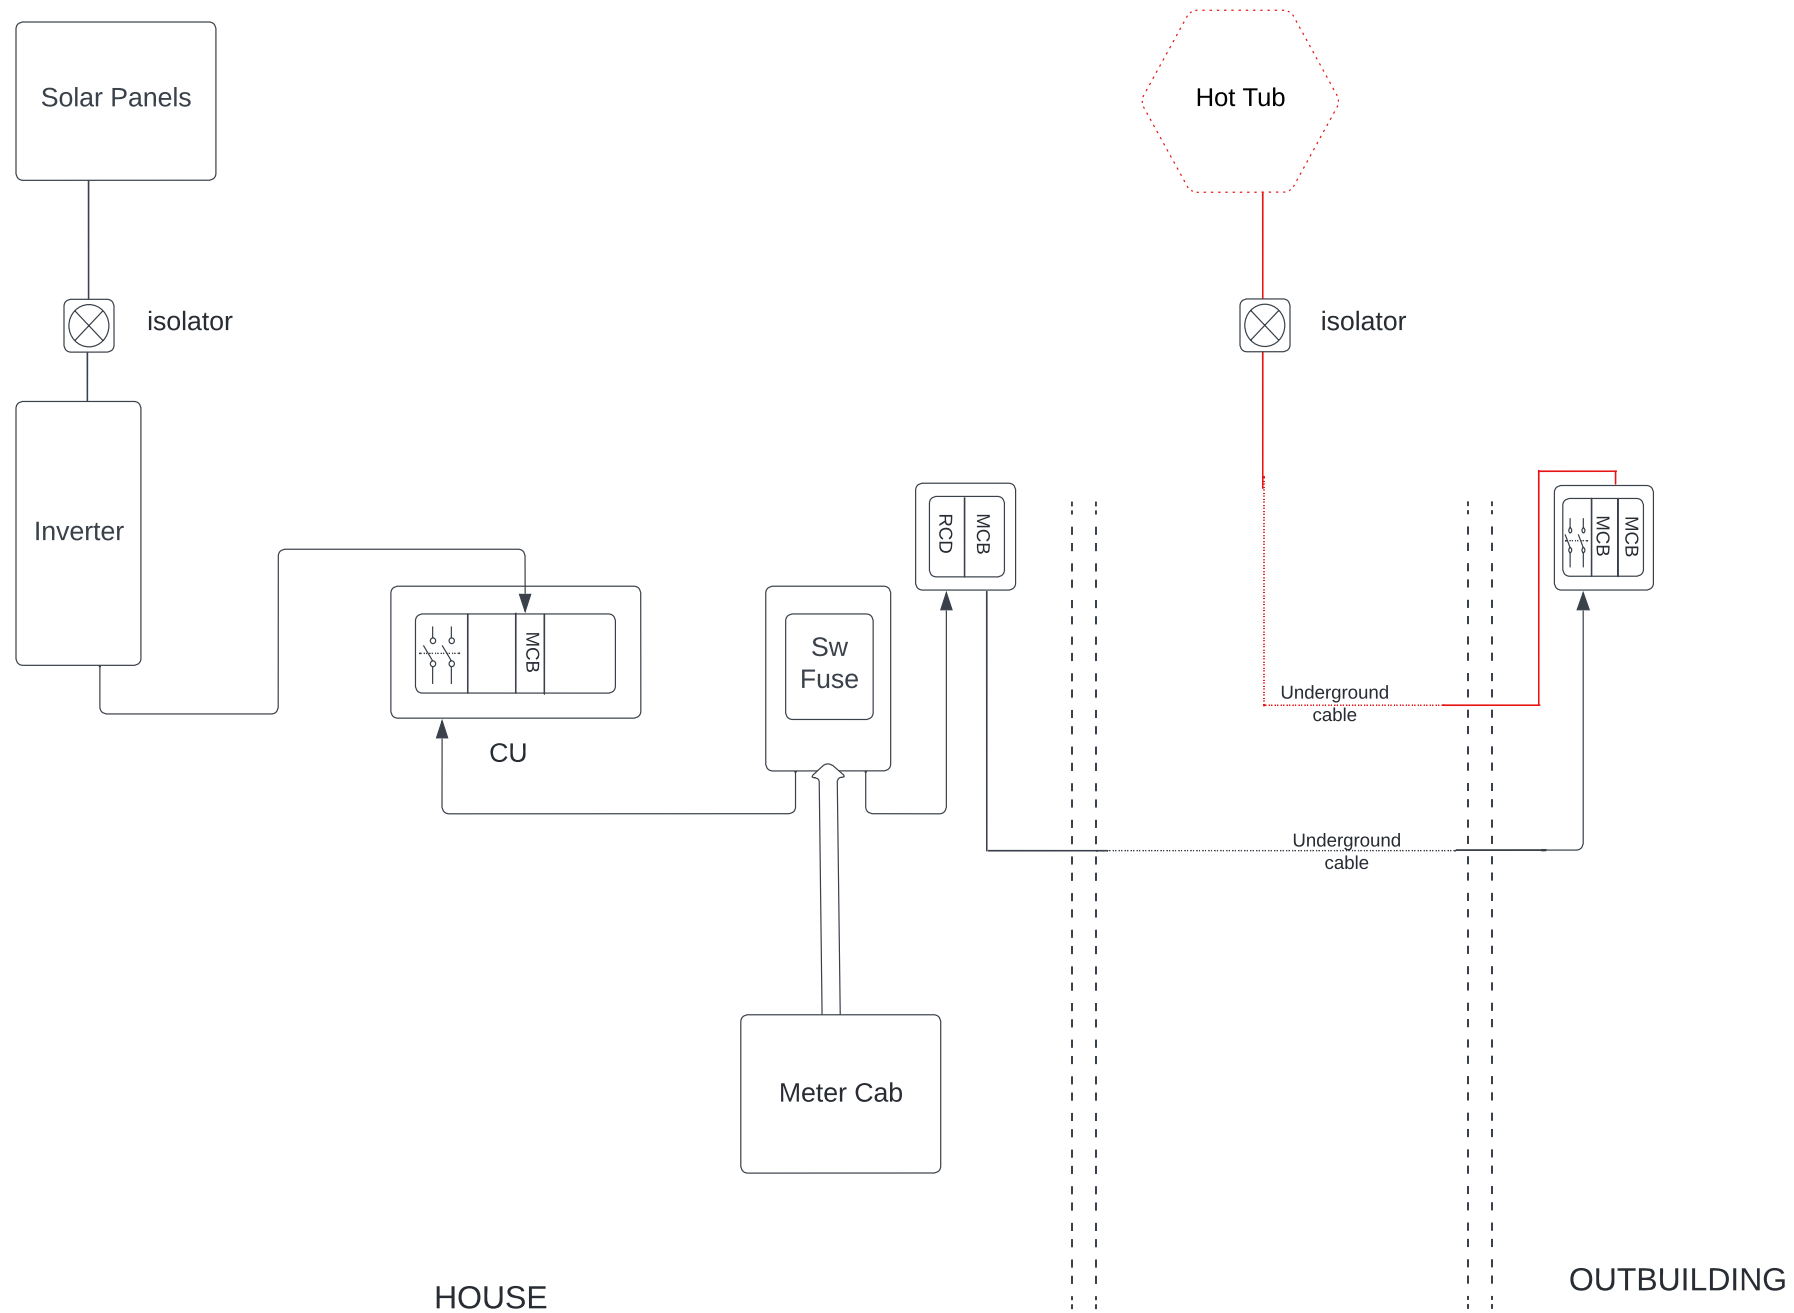 Solar Panels
Hot Tub
isolator
isolator
Inverter
RCD
MCB
MCB
MCB
MCB
Sw
Fuse
Underground
cable
CU
Underground
cable
Meter Cab
HOUSE
OUTBUILDING